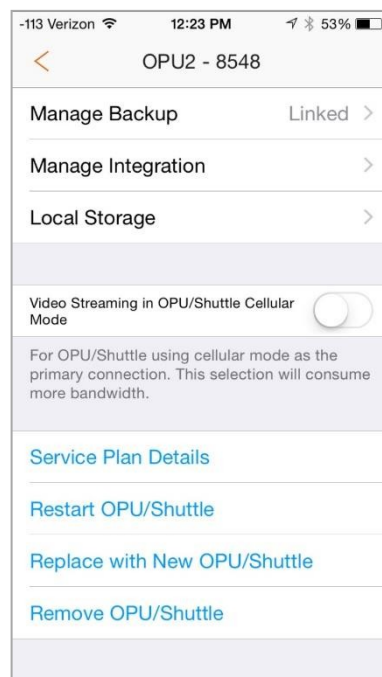 -113 Verizon 12:23 PM 53%
OPU2 - 8548
Manage Backup Linked
Manage Integration
Local Storage
Video Streaming in OPU/Shuttle Cellular
Mode
For OPU/Shuttle using cellular mode as the
primary connection. This selection will consume
more bandwidth.
Service Plan Details
Restart OPU/Shuttle
Replace with New OPU/Shuttle
Remove OPU/Shuttle